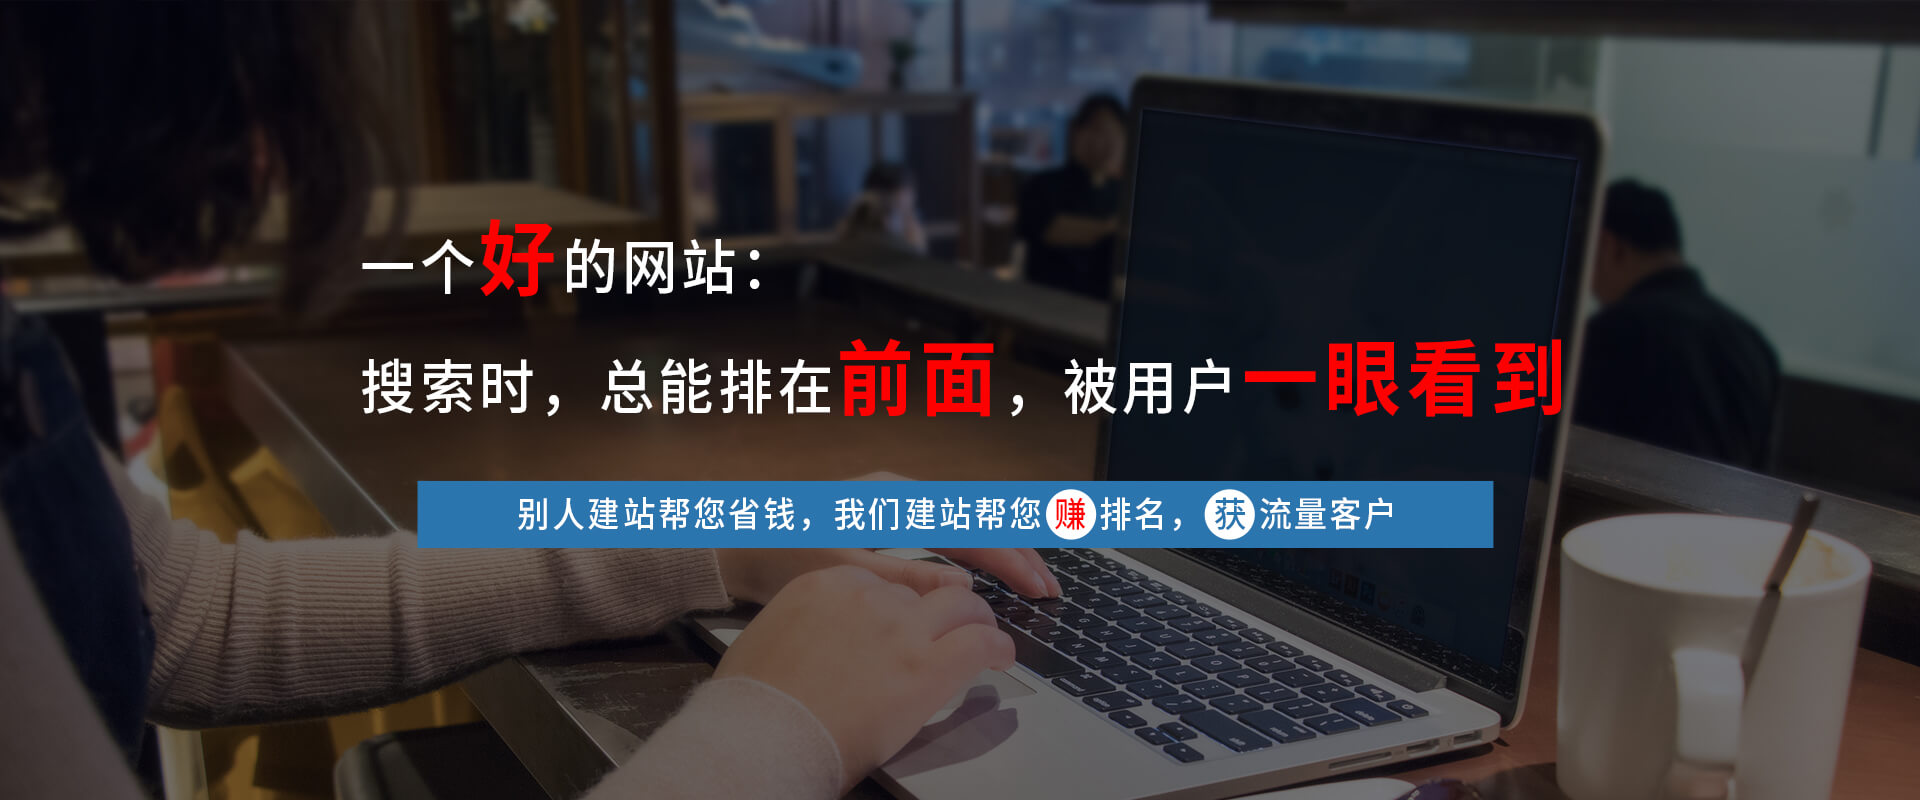 一个好的网站：
搜索时，总能排在前面，被用户一眼看到
别人建站帮您省钱，我们建站帮您赚排名，获流量客户